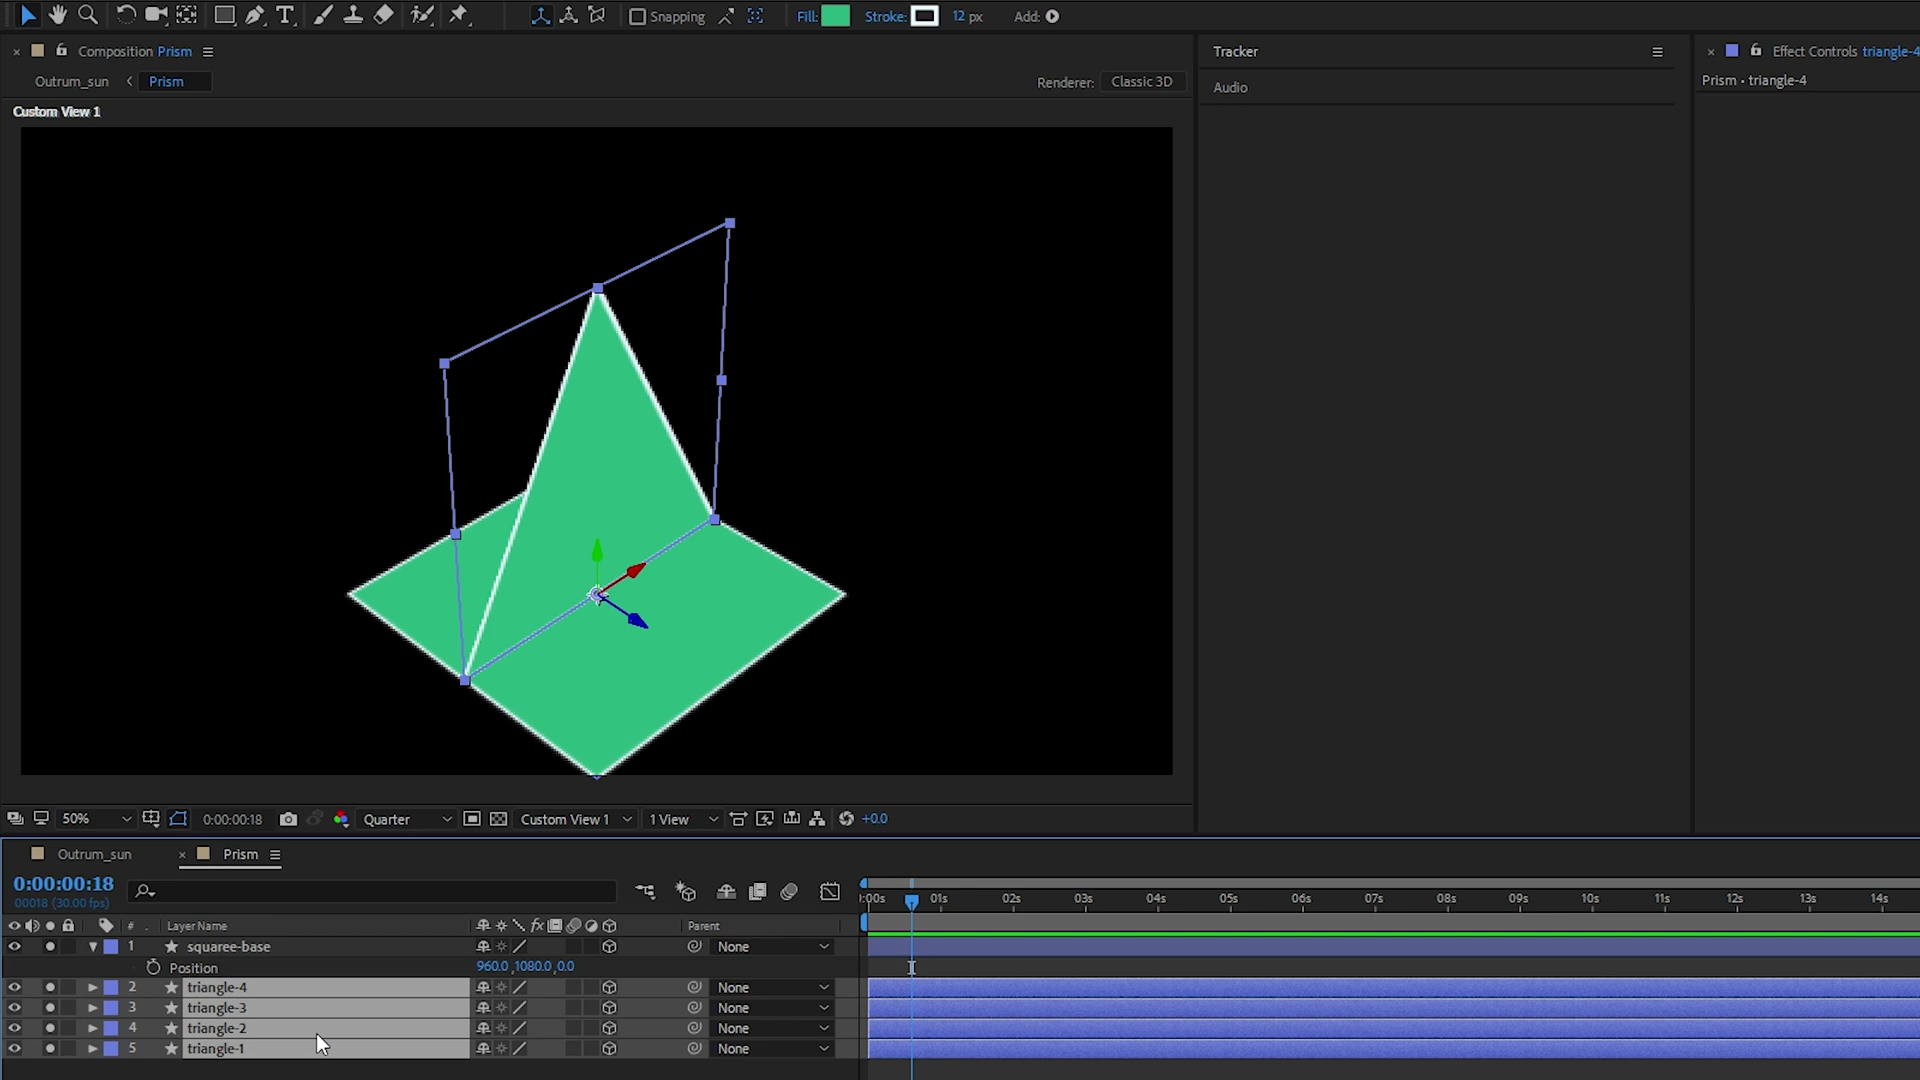 Snapping
Fill:
Stroke:
12 px
Add:
Composition Prism
Outrum_sun
Prism
Renderer:
Classic 3D
Custom View 1
Tracker
Audio
Effect Controls triangle-4
Prism • triangle-4
50%
0:00:00:18
Quarter
Custom View 1
1 View
+0.0
Outrum_sun
Prism
0:00:00:18
00018 (30.00 fps)
:00s 01s 02s 03s 04s 05s 06s 07s 08s 09s 10s 11s 12s 13s 14s
# . Layer Name fx Parent
1 squaree-base None
Position 960.0 ,1080.0 ,0.0
2 triangle-4 None
3 triangle-3 None
4 triangle-2 None
5 triangle-1 None